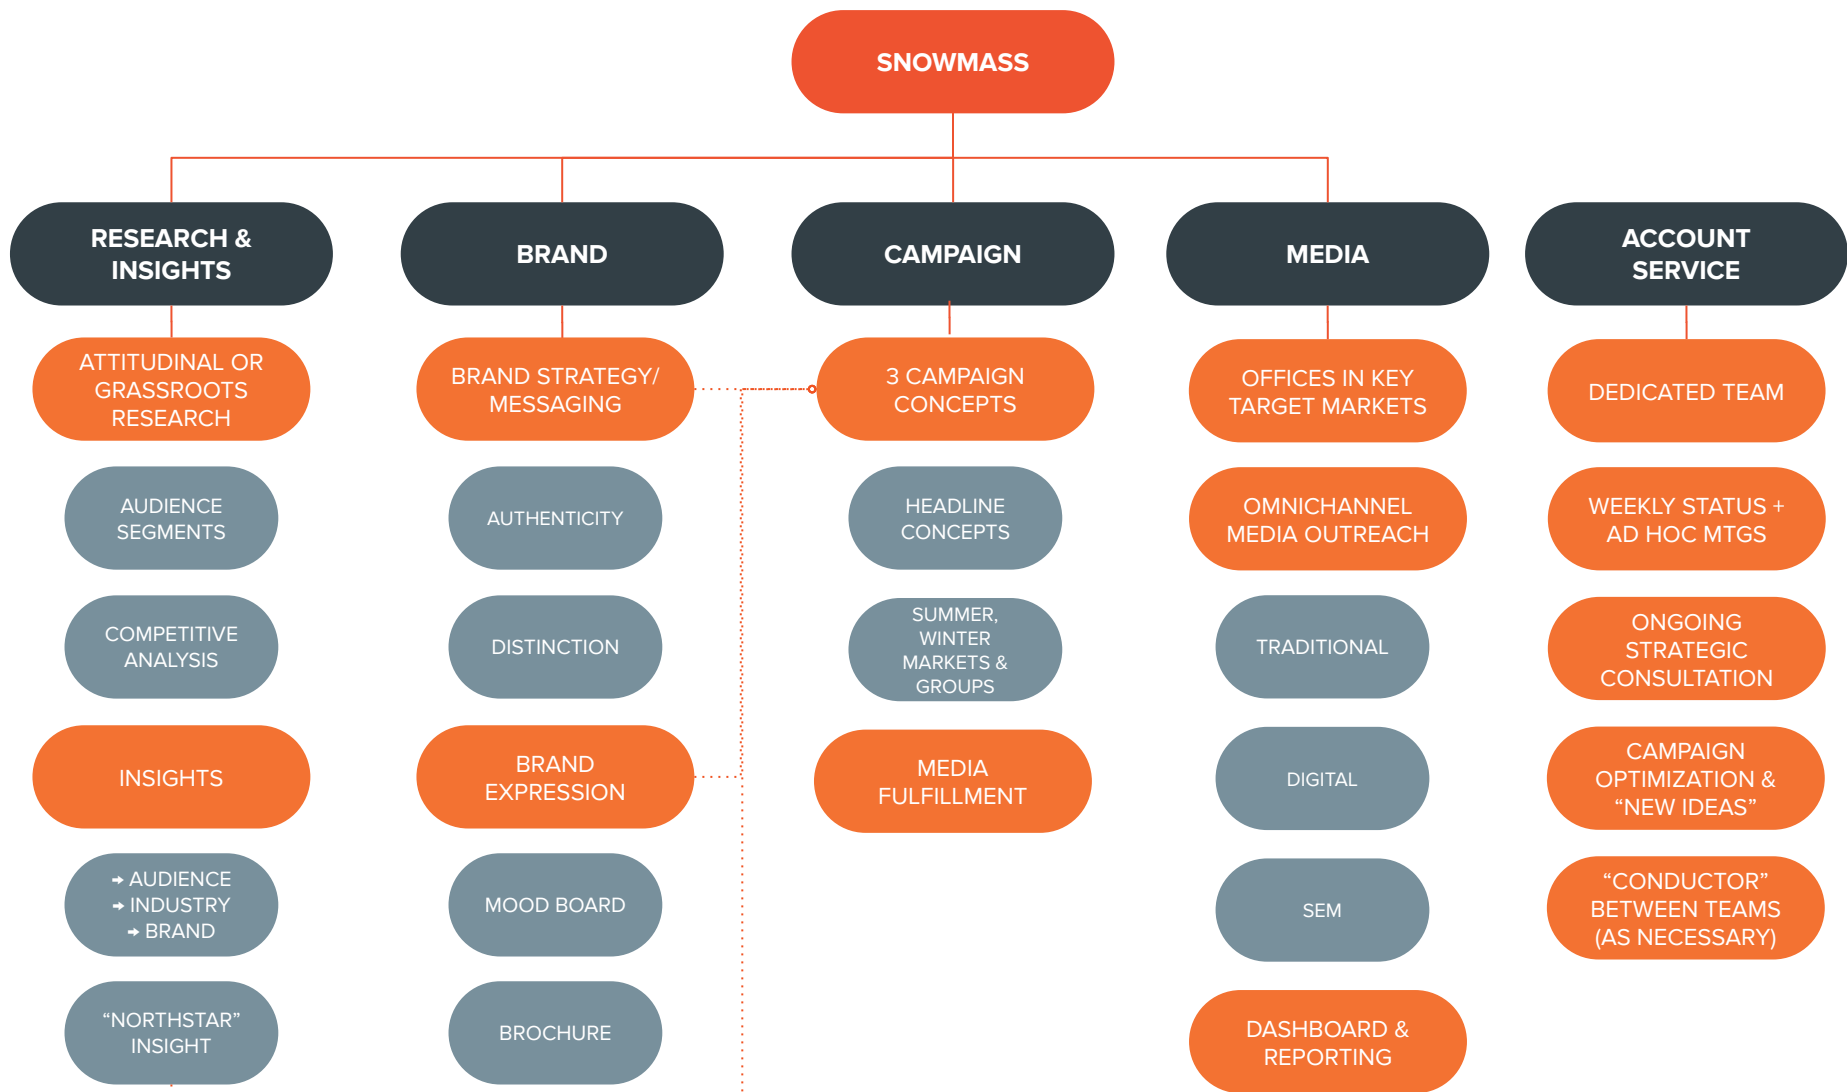 SNOWMASS
RESEARCH &
INSIGHTS
ATTITUDINAL OR
GRASSROOTS
RESEARCH
AUDIENCE
SEGMENTS
COMPETITIVE
ANALYSIS
INSIGHTS
➞ AUDIENCE
➞ INDUSTRY
➞ BRAND
“NORTHSTAR”
INSIGHT
BRAND
BRAND STRATEGY/
MESSAGING
AUTHENTICITY
DISTINCTION
BRAND
EXPRESSION
MOOD BOARD
BROCHURE
CAMPAIGN
3 CAMPAIGN
CONCEPTS
HEADLINE
CONCEPTS
SUMMER,
WINTER
MARKETS &
GROUPS
MEDIA
FULFILLMENT
MEDIA
OFFICES IN KEY
TARGET MARKETS
OMNICHANNEL
MEDIA OUTREACH
TRADITIONAL
DIGITAL
SEM
DASHBOARD &
REPORTING
ACCOUNT
SERVICE
DEDICATED TEAM
WEEKLY STATUS +
AD HOC MTGS
ONGOING
STRATEGIC
CONSULTATION
CAMPAIGN
OPTIMIZATION &
“NEW IDEAS”
“CONDUCTOR”
BETWEEN TEAMS
(AS NECESSARY)